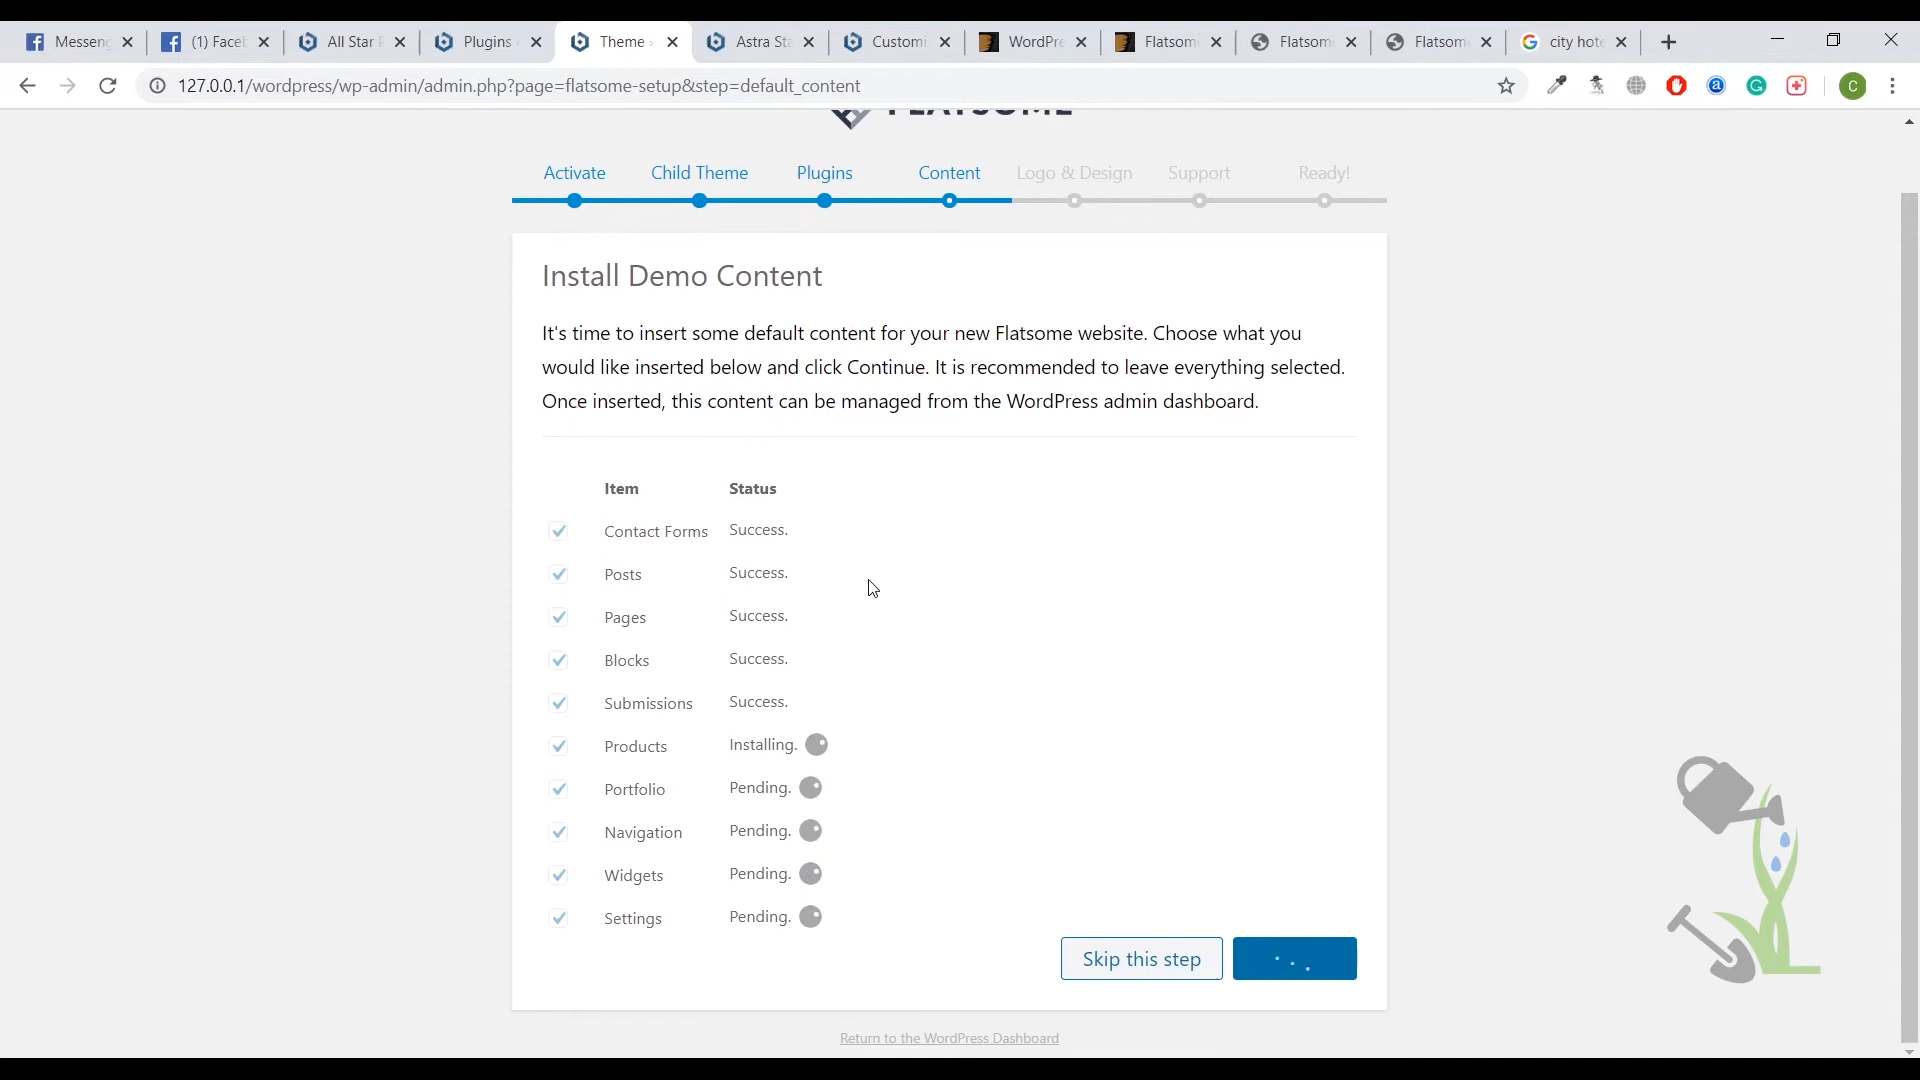 Messeng
(1) Faceb
All Star
Plugins
Theme
Astra Sta
Customi
WordPre
Flatsom
Flatsom
Flatsom
city hote
127.0.0.1/wordpress/wp-admin/admin.php?page=flatsome-setup&step=default_content
C
FLATSOME
Activate
Child Theme
Plugins
Content
Logo & Design
Support
Ready!
Install Demo Content
It's time to insert some default content for your new Flatsome website. Choose what you
would like inserted below and click Continue. It is recommended to leave everything selected.
Once inserted, this content can be managed from the WordPress admin dashboard.
Item Status
Contact Forms Success.
Posts Success.
Pages Success.
Blocks Success.
Submissions Success.
Products Installing.
Portfolio Pending.
Navigation Pending.
Widgets Pending.
Settings Pending.
Skip this step
Return to the WordPress Dashboard